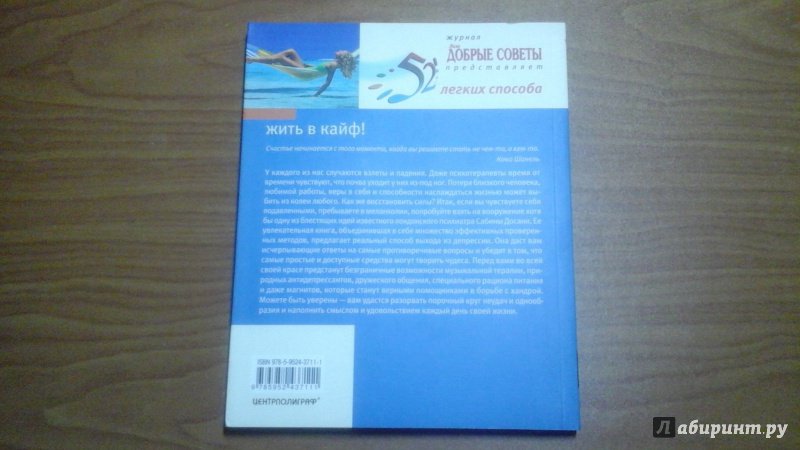 журнал
Мои
ДОБРЫЕ СОВЕТЫ
представляет
52
легких способа
жить в кайф!
Счастье начинается с того момента, когда вы решаете стать не чем-то, а кем-то.
Коко Шанель
У каждого из нас случаются взлеты и падения. Даже психотерапевты время от
времени чувствуют, что почва уходит у них из-под ног. Потеря близкого человека,
любимой работы, веры в себя и способности наслаждаться жизнью может вы-
бить из колеи любого. Как же восстановить силы? Итак, если вы чувствуете себя
подавленными, пребываете в меланхолии, попробуйте взять на вооружение хотя
бы одну из блестящих идей известного лондонского психиатра Сабины Досани. Ее
увлекательная книга, объединившая в себе множество эффективных проверен-
ных методов, предлагает реальный способ выхода из депрессии. Она даст вам
исчерпывающие ответы на самые противоречивые вопросы и убедит в том, что
самые простые и доступные средства могут творить чудеса. Перед вами во всей
своей красе предстанут безграничные возможности музыкальной терапии, при-
родных антидепрессантов, дружеского общения, специального рациона питания
и даже магнитов, которые станут верными помощниками в борьбе с хандрой.
Можете быть уверены — вам удастся разорвать порочный круг неудач и однооб-
разия и наполнить смыслом и удовольствием каждый день своей жизни.
ISBN 978-5-9524-3711-1
9 785952 437111
ЦЕНТРПОЛИГРАФ®
Лабиринт.ру